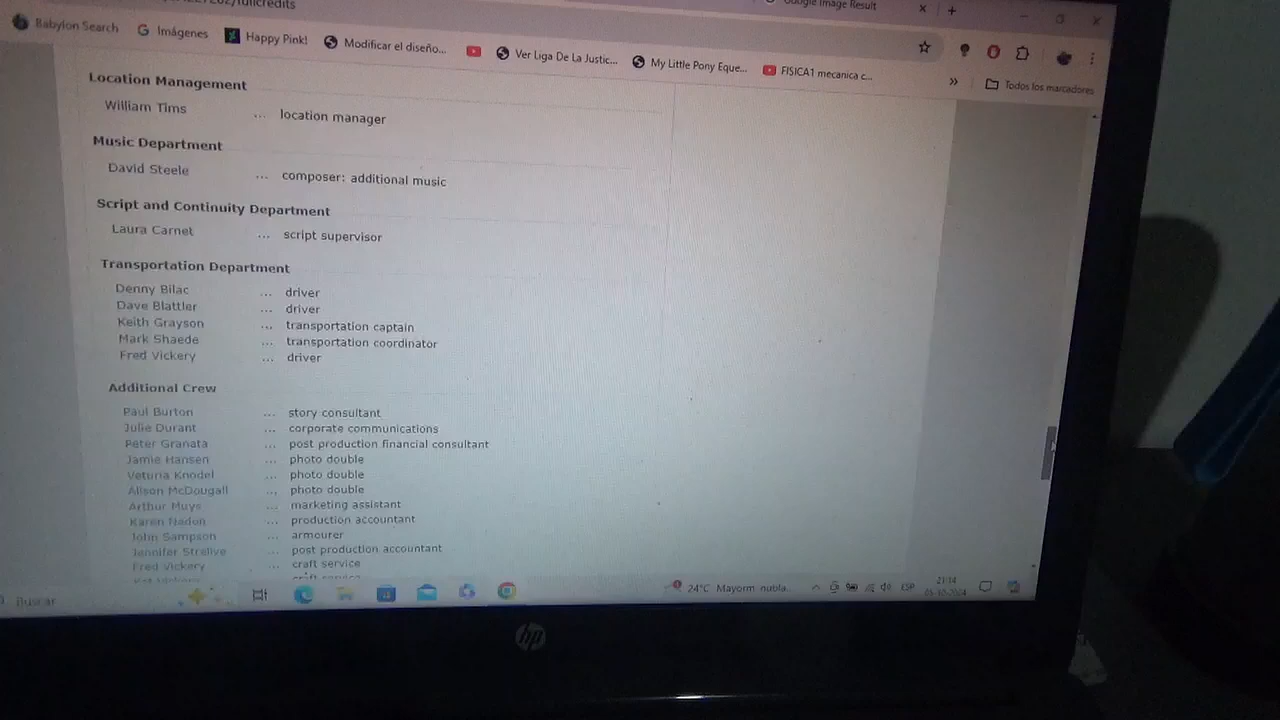 /fullcredits
Google Image Result
Babylon Search
Imágenes
Happy Pink!
Modificar el diseño...
Ver Liga De La Justic...
My Little Pony Eque...
FISICA1 mecanica c...
Todos los marcadores
Location Management
William Tims ... location manager
Music Department
David Steele ... composer: additional music
Script and Continuity Department
Laura Carnet ... script supervisor
Transportation Department
Denny Bilac ... driver
Dave Blattler ... driver
Keith Grayson ... transportation captain
Mark Shaede ... transportation coordinator
Fred Vickery ... driver
Additional Crew
Paul Burton ... story consultant
Julie Durant ... corporate communications
Peter Granata ... post production financial consultant
Jamie Hansen ... photo double
Veturia Knodel ... photo double
Alison McDougall ... photo double
Arthur Muys ... marketing assistant
Karen Nadon ... production accountant
John Sampson ... armourer
Jennifer Strelive ... post production accountant
Fred Vickery ... craft service
craft service
Buscar
24°C Mayorm. nubla.
ESP
21:14
hp